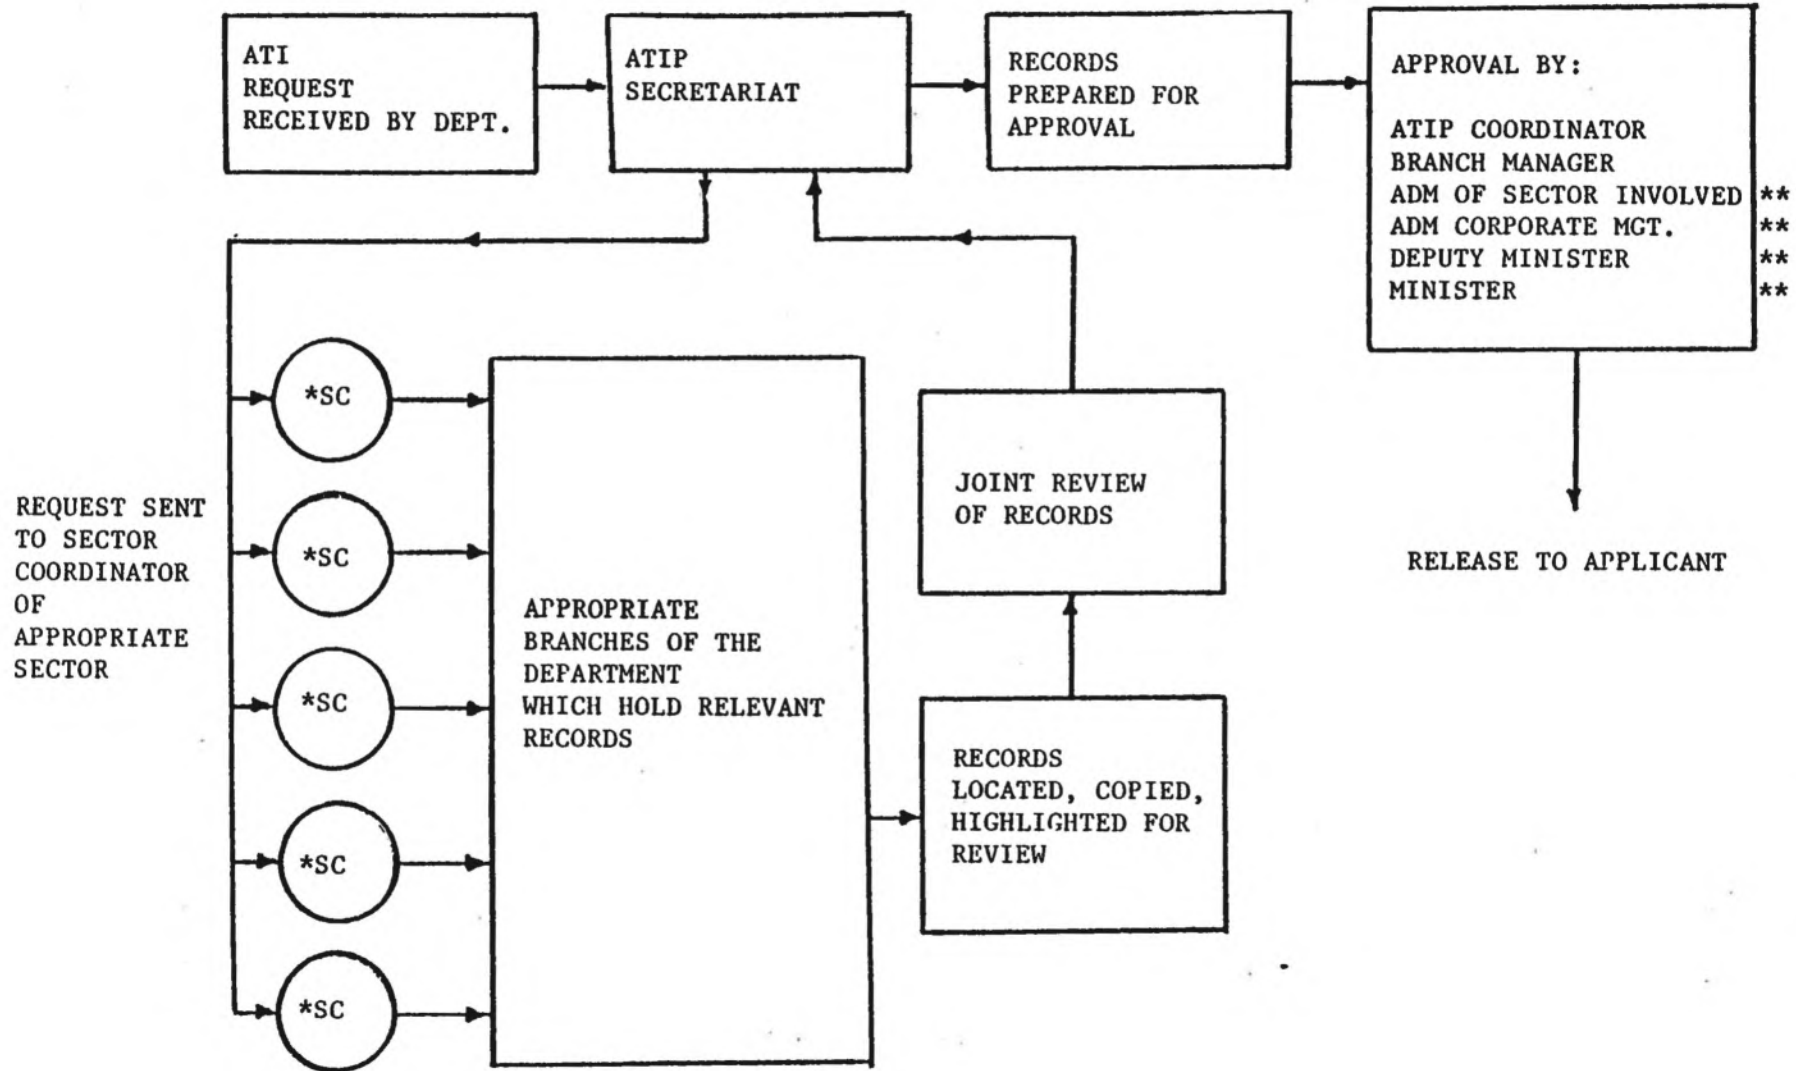 ATI
REQUEST
RECEIVED BY DEPT.
ATIP
SECRETARIAT
RECORDS
PREPARED FOR
APPROVAL
APPROVAL BY:
ATIP COORDINATOR
BRANCH MANAGER
ADM OF SECTOR INVOLVED **
ADM CORPORATE MGT. **
DEPUTY MINISTER **
MINISTER **
REQUEST SENT
TO SECTOR
COORDINATOR
OF
APPROPRIATE
SECTOR
*SC
*SC
*SC
*SC
*SC
APPROPRIATE
BRANCHES OF THE
DEPARTMENT
WHICH HOLD RELEVANT
RECORDS
JOINT REVIEW
OF RECORDS
RECORDS
LOCATED, COPIED,
HIGHLIGHTED FOR
REVIEW
RELEASE TO APPLICANT